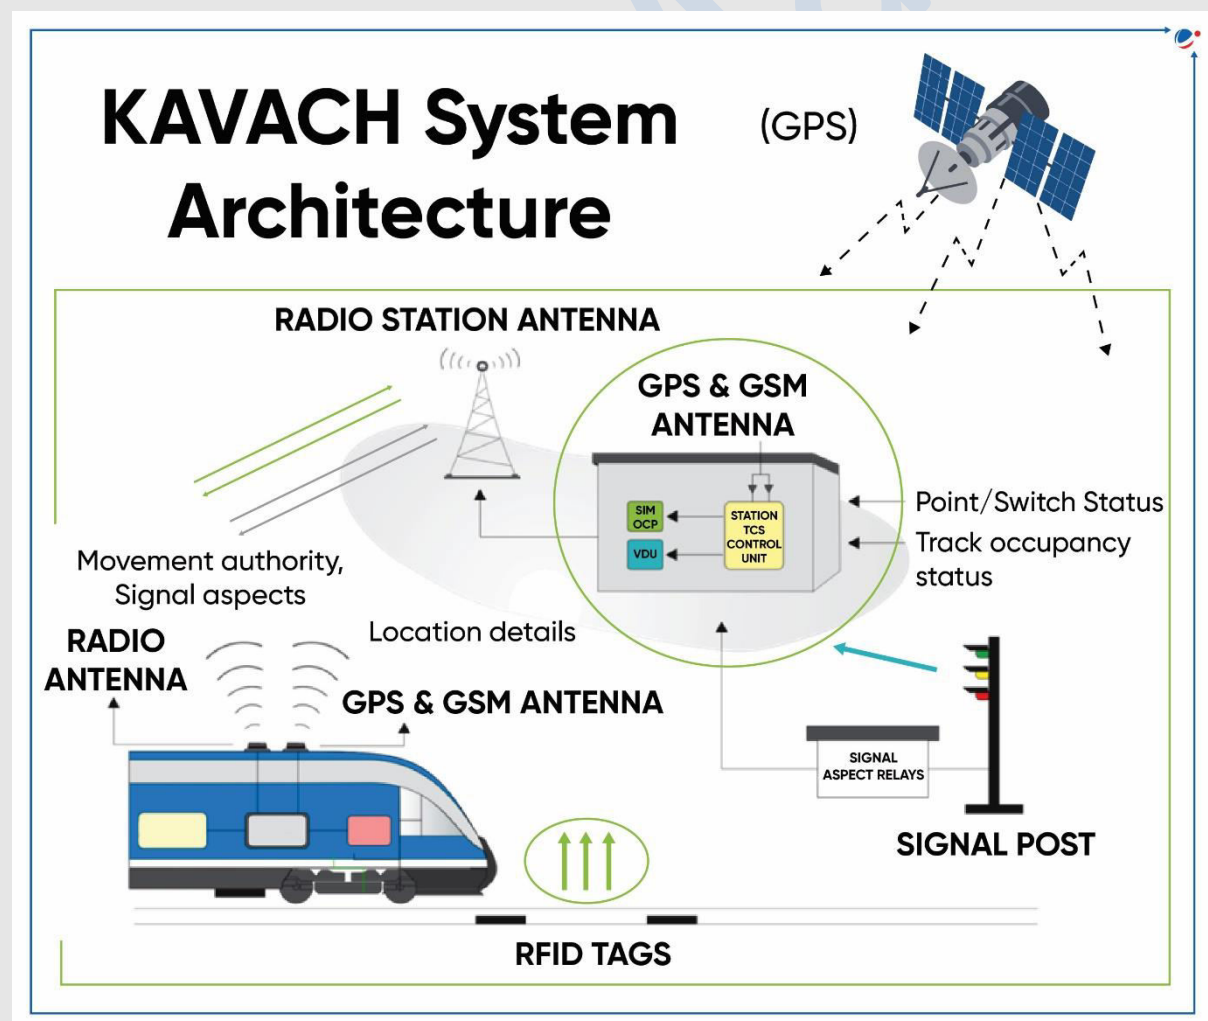 KAVACH System
Architecture
(GPS)
RADIO STATION ANTENNA
GPS & GSM
ANTENNA
SIM
OCP
VDU
STATION
TCS
CONTROL
UNIT
Point/Switch Status
Track occupancy
status
Movement authority,
Signal aspects
Location details
RADIO
ANTENNA
GPS & GSM ANTENNA
SIGNAL
ASPECT RELAYS
SIGNAL POST
RFID TAGS